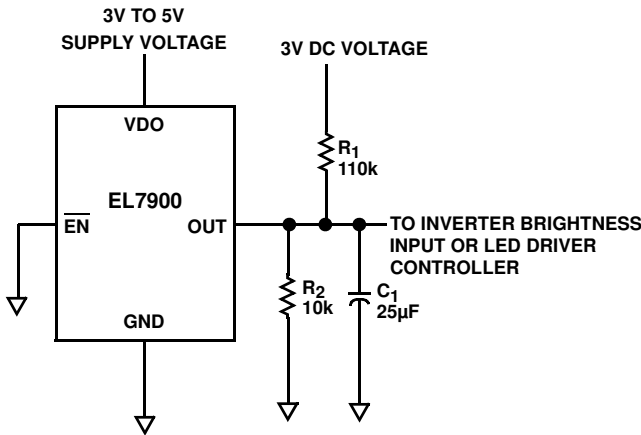 3V TO 5V
SUPPLY VOLTAGE
3V DC VOLTAGE
VDO
R1
110k
EL7900
EN
OUT
TO INVERTER BRIGHTNESS
INPUT OR LED DRIVER
CONTROLLER
R2
10k
C1
25µF
GND